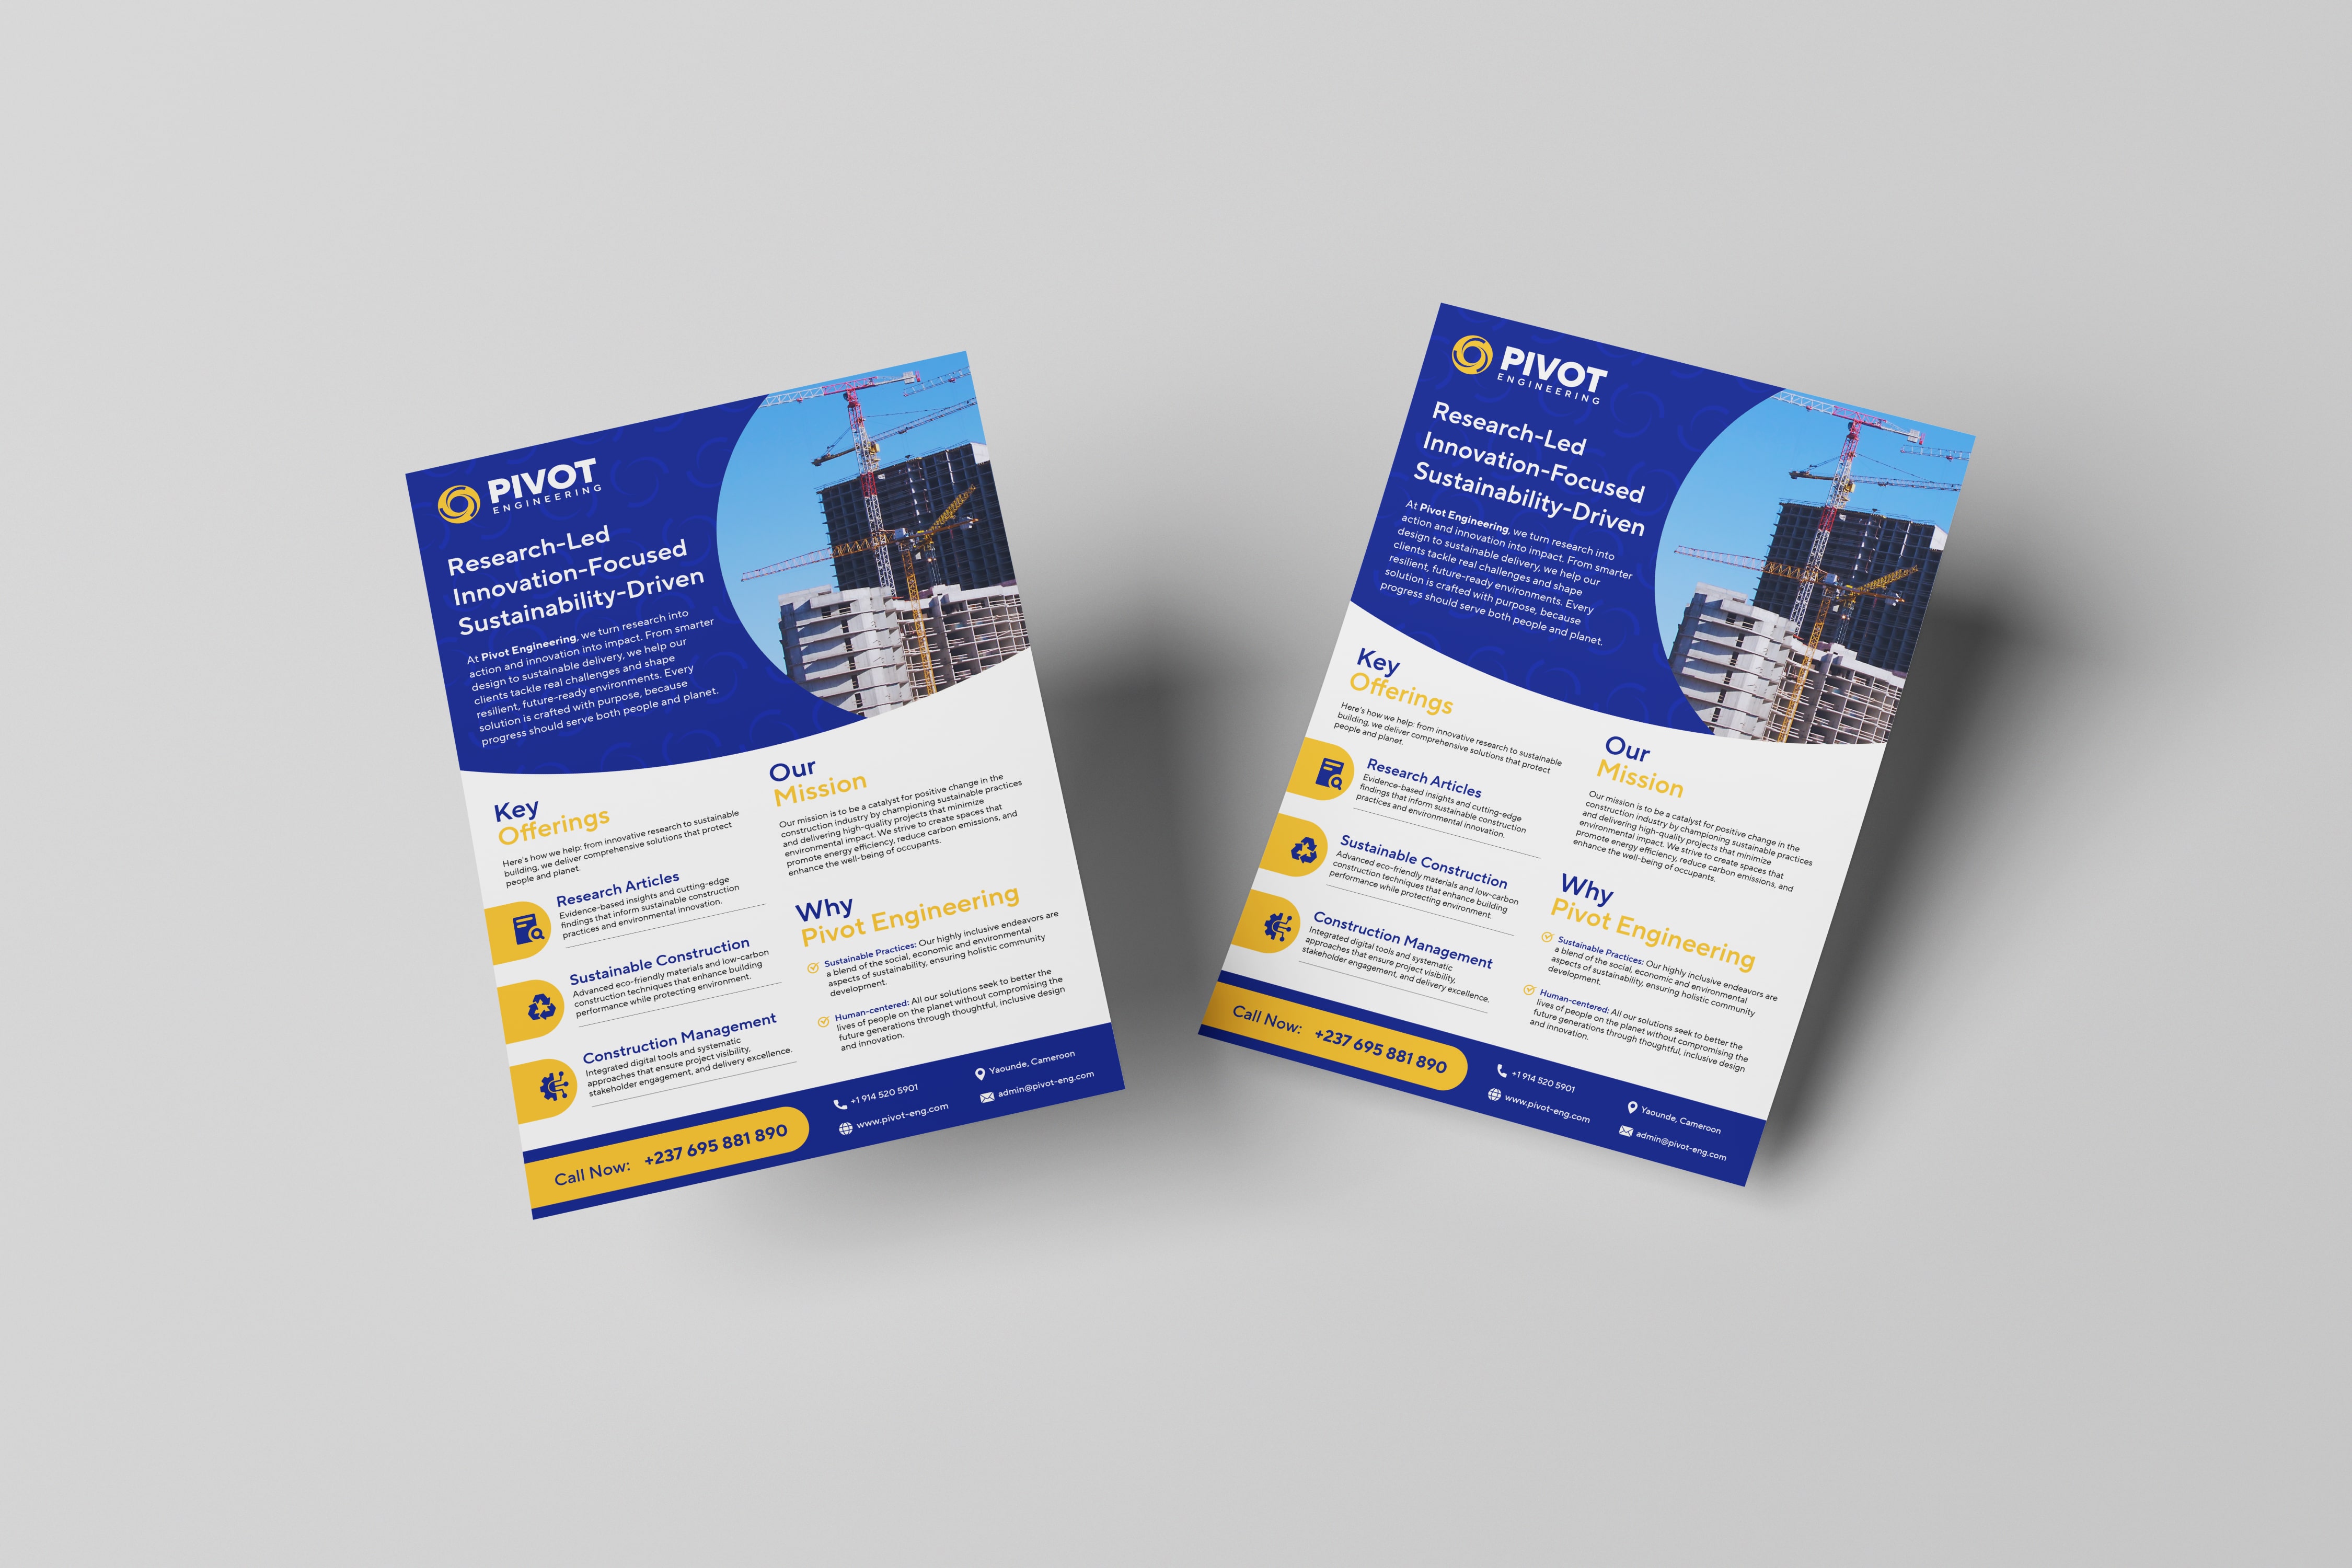 PIVOT
ENGINEERING
Research-Led
Innovation-Focused
Sustainability-Driven
At Pivot Engineering, we turn research into
action and innovation into impact. From smarter
design to sustainable delivery, we help our
clients tackle real challenges and shape
resilient, future-ready environments. Every
solution is crafted with purpose, because
progress should serve both people and planet.
Key
Offerings
Here's how we help: from innovative research to sustainable
building, we deliver comprehensive solutions that protect
people and planet.
Research Articles
Evidence-based insights and cutting-edge
findings that inform sustainable construction
practices and environmental innovation.
Sustainable Construction
Advanced eco-friendly materials and low-carbon
construction techniques that enhance building
performance while protecting environment.
Construction Management
Integrated digital tools and systematic
approaches that ensure project visibility,
stakeholder engagement, and delivery excellence.
Our
Mission
Our mission is to be a catalyst for positive change in the
construction industry by championing sustainable practices
and delivering high-quality projects that minimize
environmental impact. We strive to create spaces that
promote energy efficiency, reduce carbon emissions, and
enhance the well-being of occupants.
Why
Pivot Engineering
Sustainable Practices: Our highly inclusive endeavors are
a blend of the social, economic and environmental
aspects of sustainability, ensuring holistic community
development.
Human-centered: All our solutions seek to better the
lives of people on the planet without compromising the
future generations through thoughtful, inclusive design
and innovation.
Call Now: +237 695 881 890
+1 914 520 5901
www.pivot-eng.com
Yaounde, Cameroon
admin@pivot-eng.com
PIVOT
ENGINEERING
Research-Led
Innovation-Focused
Sustainability-Driven
At Pivot Engineering, we turn research into
action and innovation into impact. From smarter
design to sustainable delivery, we help our
clients tackle real challenges and shape
resilient, future-ready environments. Every
solution is crafted with purpose, because
progress should serve both people and planet.
Key
Offerings
Here's how we help: from innovative research to sustainable
building, we deliver comprehensive solutions that protect
people and planet.
Research Articles
Evidence-based insights and cutting-edge
findings that inform sustainable construction
practices and environmental innovation.
Sustainable Construction
Advanced eco-friendly materials and low-carbon
construction techniques that enhance building
performance while protecting environment.
Construction Management
Integrated digital tools and systematic
approaches that ensure project visibility,
stakeholder engagement, and delivery excellence.
Our
Mission
Our mission is to be a catalyst for positive change in the
construction industry by championing sustainable practices
and delivering high-quality projects that minimize
environmental impact. We strive to create spaces that
promote energy efficiency, reduce carbon emissions, and
enhance the well-being of occupants.
Why
Pivot Engineering
Sustainable Practices: Our highly inclusive endeavors are
a blend of the social, economic and environmental
aspects of sustainability, ensuring holistic community
development.
Human-centered: All our solutions seek to better the
lives of people on the planet without compromising the
future generations through thoughtful, inclusive design
and innovation.
Call Now: +237 695 881 890
+1 914 520 5901
www.pivot-eng.com
Yaounde, Cameroon
admin@pivot-eng.com